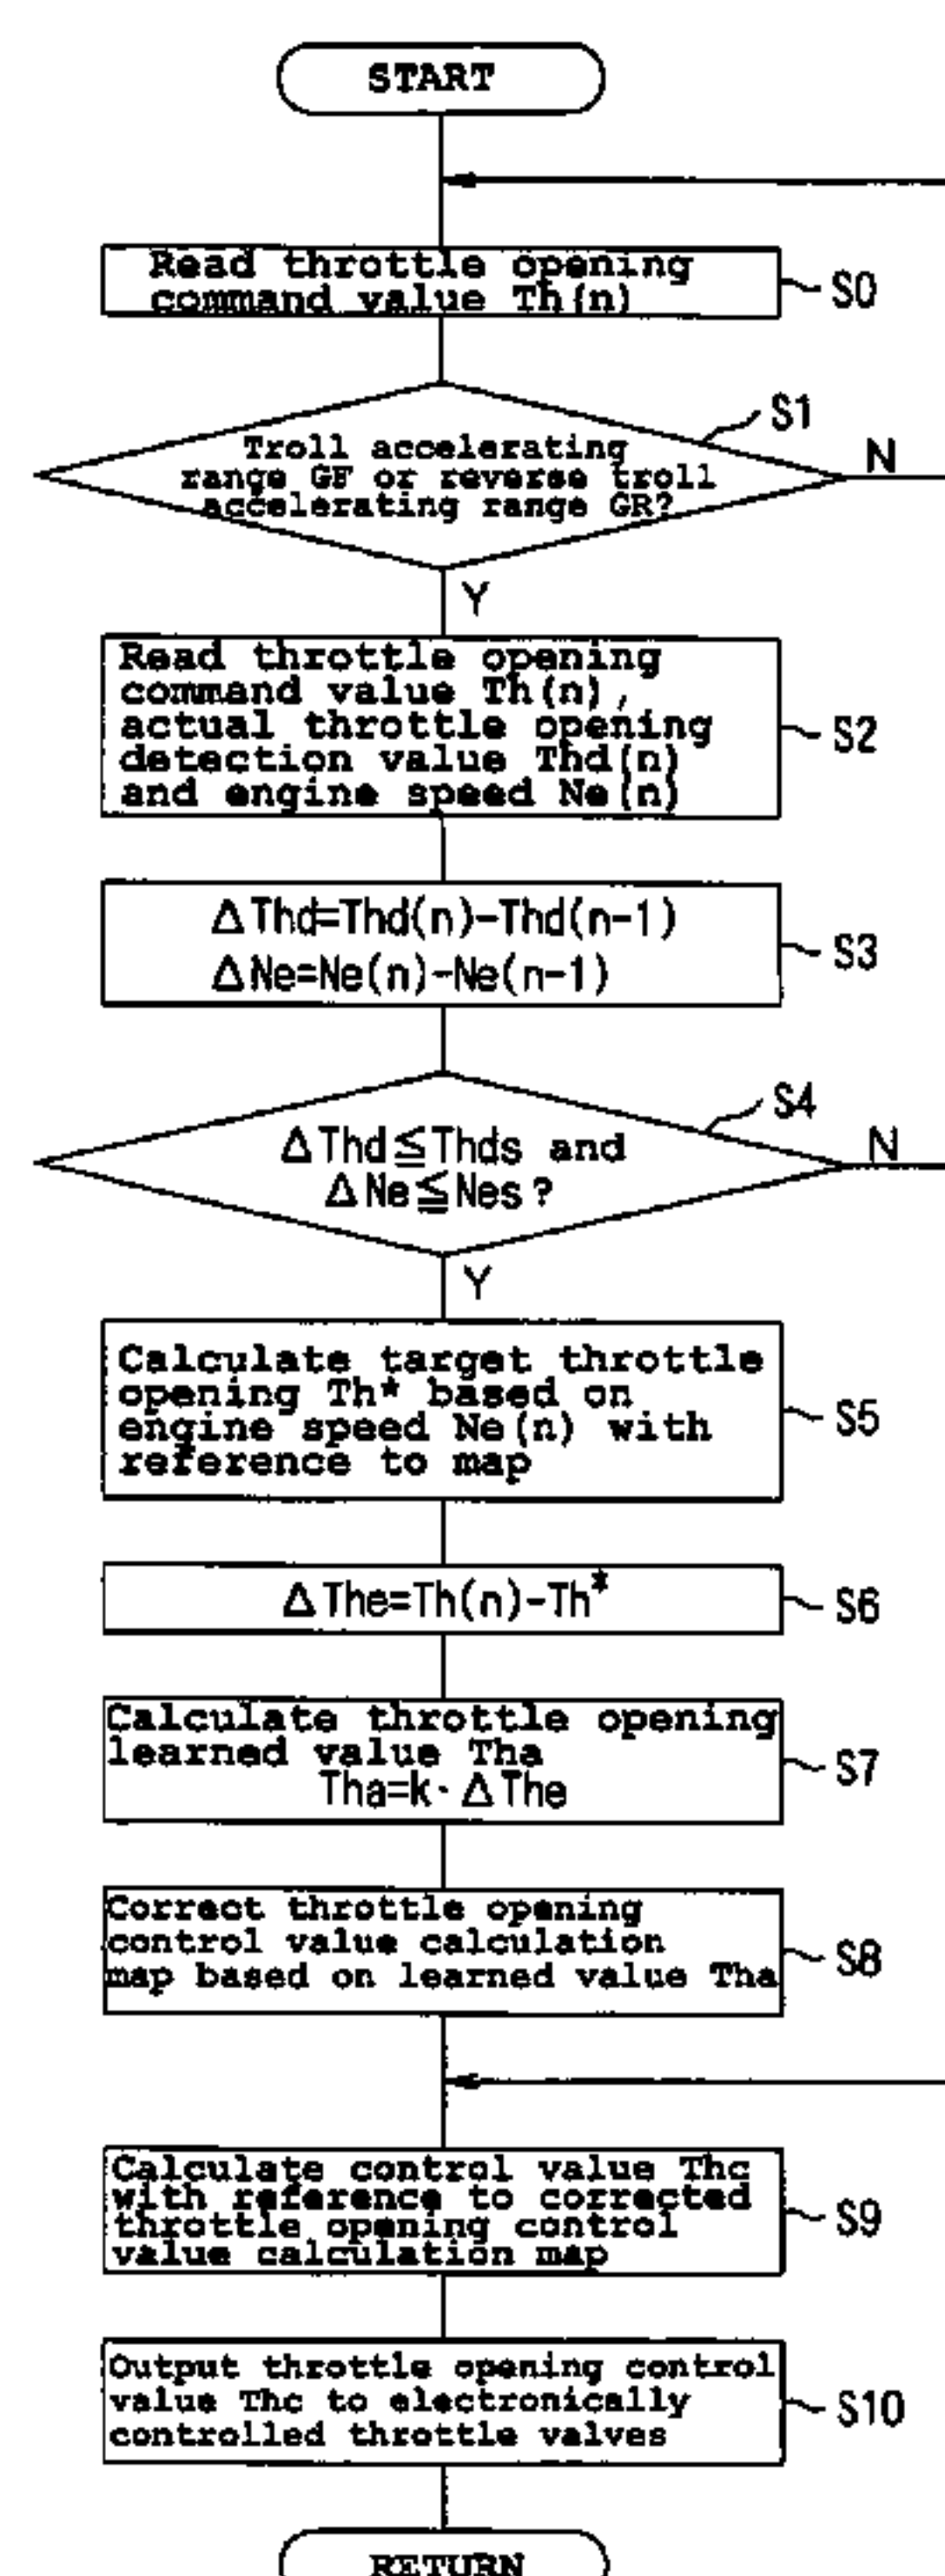 START
Read throttle opening
command value Th(n)
S0
S1
Troll accelerating
range GF or reverse troll
accelerating range GR?
N
Y
Read throttle opening
command value Th(n),
actual throttle opening
detection value Thd(n)
and engine speed Ne(n)
S2
ΔThd=Thd(n)-Thd(n-1)
ΔNe=Ne(n)-Ne(n-1)
S3
S4
ΔThd≦Thds and
ΔNe≦Nes?
N
Y
Calculate target throttle
opening Th* based on
engine speed Ne(n) with
reference to map
S5
ΔThe=Th(n)-Th*
S6
Calculate throttle opening
learned value Tha
Tha=k·ΔThe
S7
Correct throttle opening
control value calculation
map based on learned value Tha
S8
Calculate control value Thc
with reference to corrected
throttle opening control
value calculation map
S9
Output throttle opening control
value Thc to electronically
controlled throttle valves
S10
RETURN